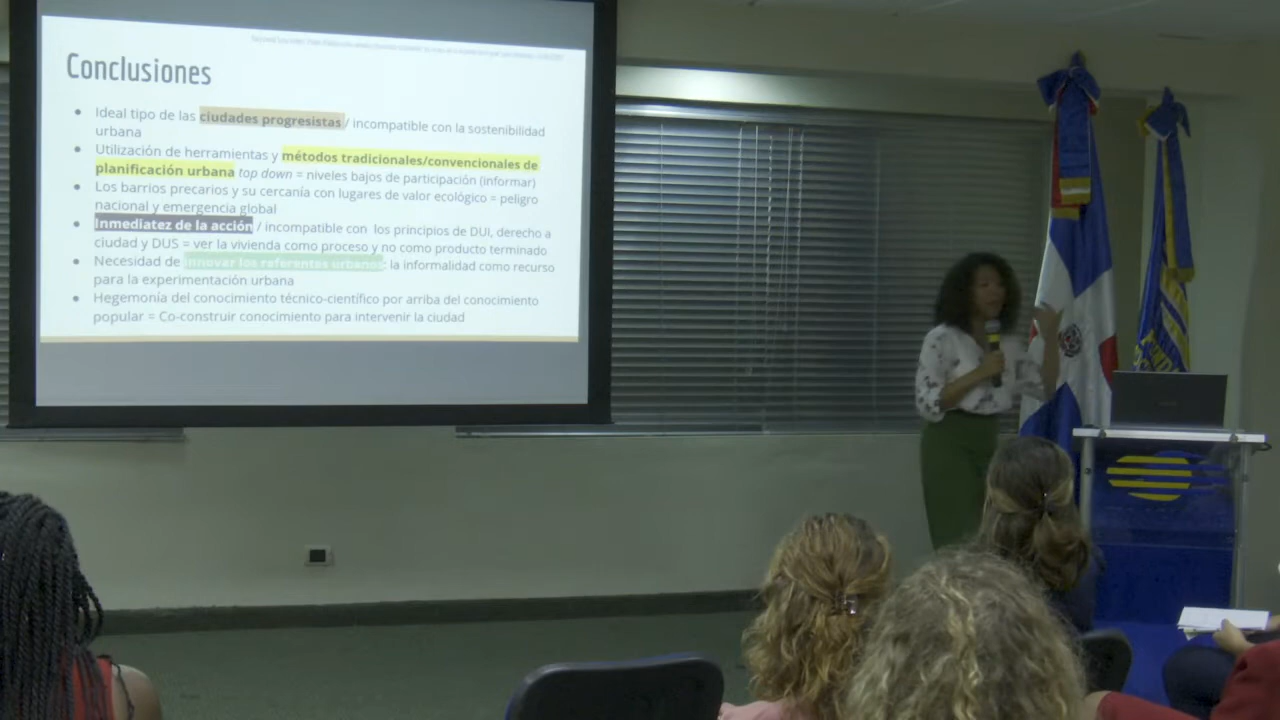 Conclusiones
● Ideal tipo de las ciudades progresistas / incompatible con la sostenibilidad
urbana
● Utilización de herramientas y métodos tradicionales/convencionales de
planificación urbana top down = niveles bajos de participación (informar)
● Los barrios precarios y su cercanía con lugares de valor ecológico = peligro
nacional y emergencia global
● Inmediatez de la acción / incompatible con los principios de DUI, derecho a
ciudad y DUS = ver la vivienda como proceso y no como producto terminado
● Necesidad de innovar los referentes urbanos: la informalidad como recurso
para la experimentación urbana
● Hegemonía del conocimiento técnico-científico por arriba del conocimiento
popular = Co-construir conocimiento para intervenir la ciudad